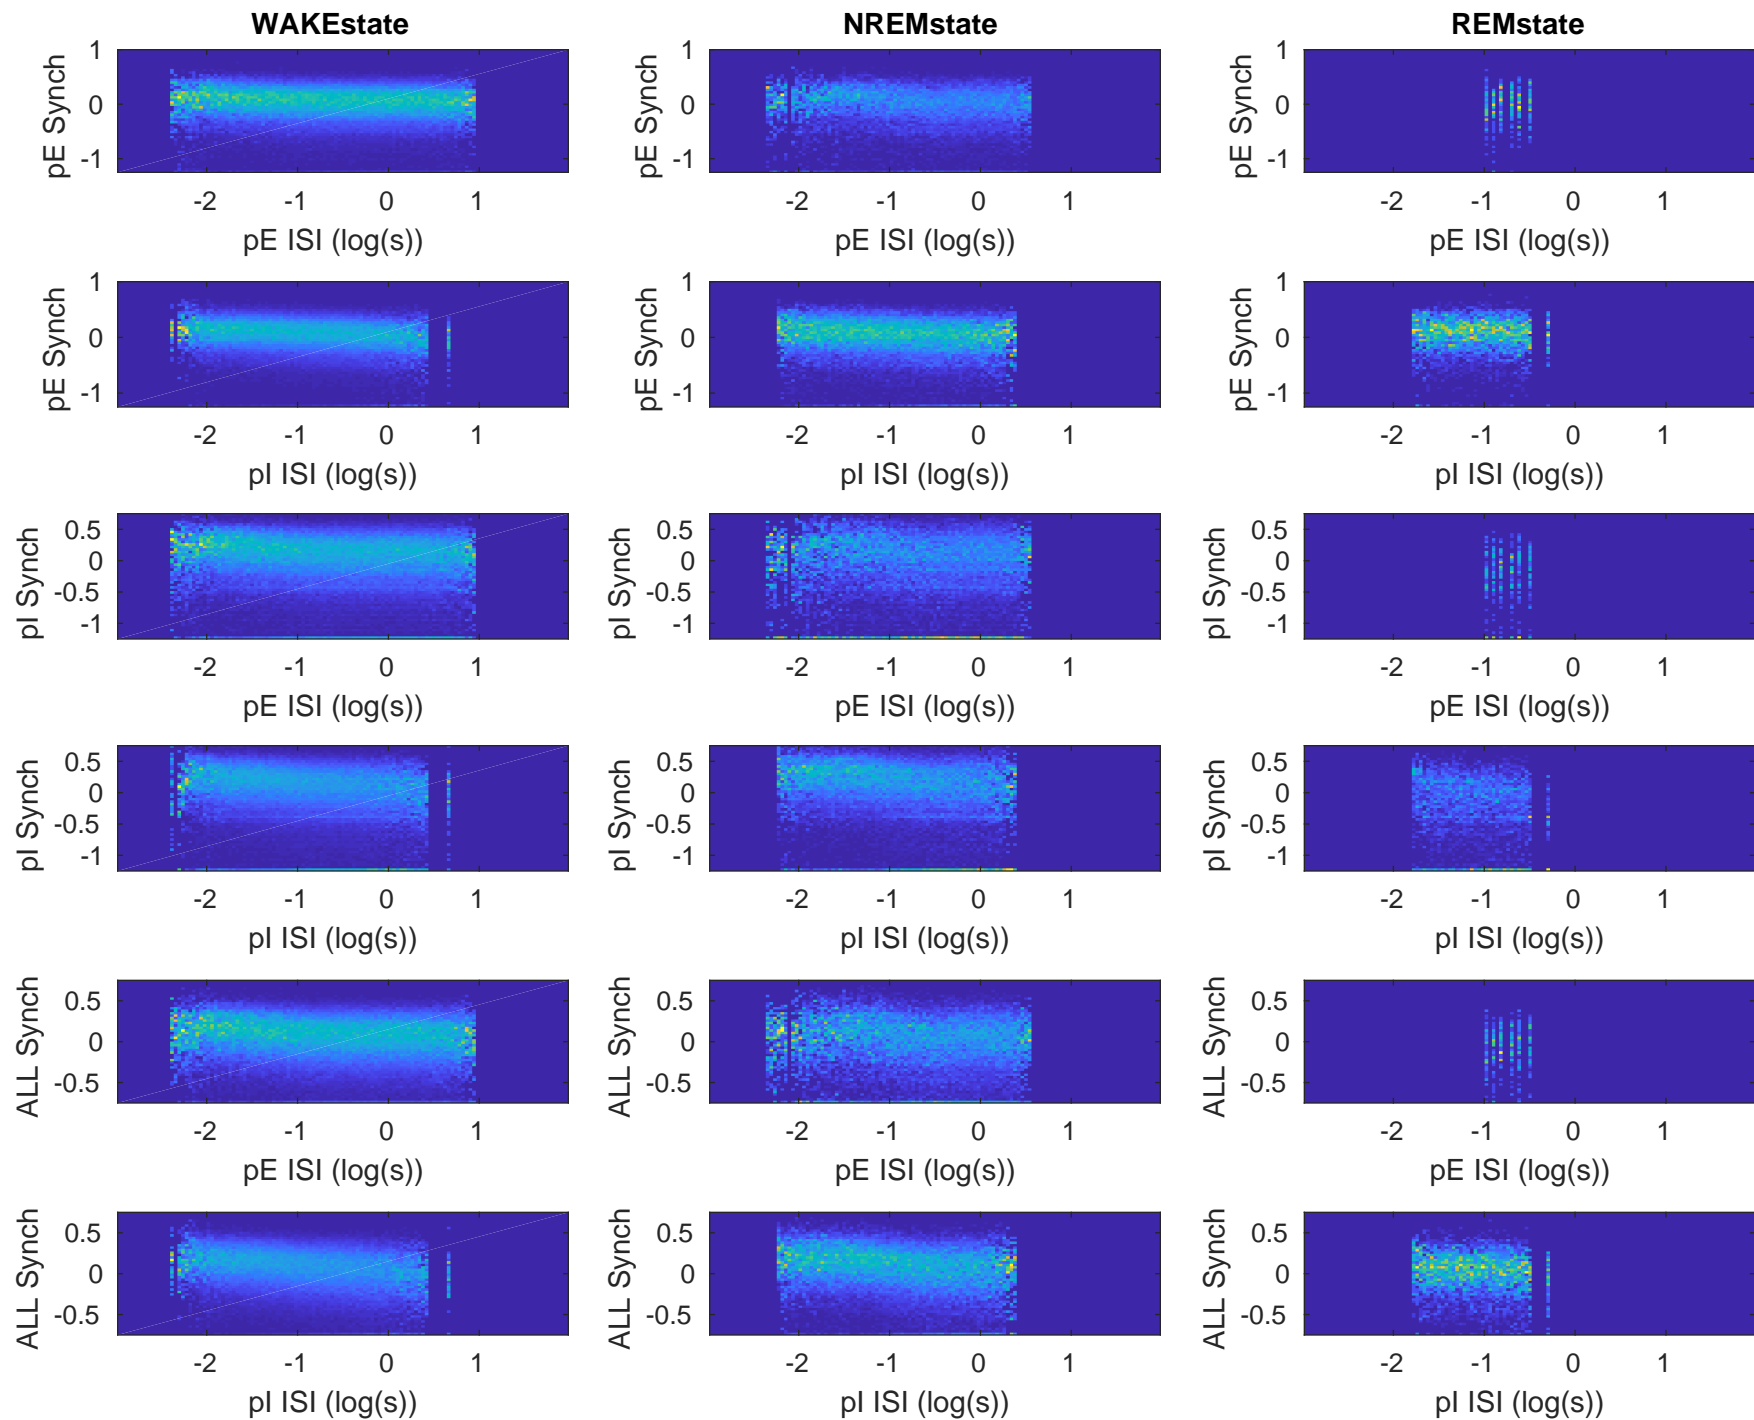 WAKEstate NREMstate REMstate
1 1 1
pE Synch pE Synch pE Synch
0 0 0
-1 -1 -1
-2 -1 0 1 -2 -1 0 1 -2 -1 0 1
pE ISI (log(s)) pE ISI (log(s)) pE ISI (log(s))
1 1 1
pE Synch pE Synch pE Synch
0 0 0
-1 -1 -1
-2 -1 0 1 -2 -1 0 1 -2 -1 0 1
pI ISI (log(s)) pI ISI (log(s)) pI ISI (log(s))
0.5 0.5 0.5
pI Synch pI Synch pI Synch
0 0 0
-0.5 -0.5 -0.5
-1 -1 -1
-2 -1 0 1 -2 -1 0 1 -2 -1 0 1
pE ISI (log(s)) pE ISI (log(s)) pE ISI (log(s))
0.5 0.5 0.5
pI Synch pI Synch pI Synch
0 0 0
-0.5 -0.5 -0.5
-1 -1 -1
-2 -1 0 1 -2 -1 0 1 -2 -1 0 1
pI ISI (log(s)) pI ISI (log(s)) pI ISI (log(s))
0.5 0.5 0.5
ALL Synch ALL Synch ALL Synch
0 0 0
-0.5 -0.5 -0.5
-2 -1 0 1 -2 -1 0 1 -2 -1 0 1
pE ISI (log(s)) pE ISI (log(s)) pE ISI (log(s))
0.5 0.5 0.5
ALL Synch ALL Synch ALL Synch
0 0 0
-0.5 -0.5 -0.5
-2 -1 0 1 -2 -1 0 1 -2 -1 0 1
pI ISI (log(s)) pI ISI (log(s)) pI ISI (log(s))